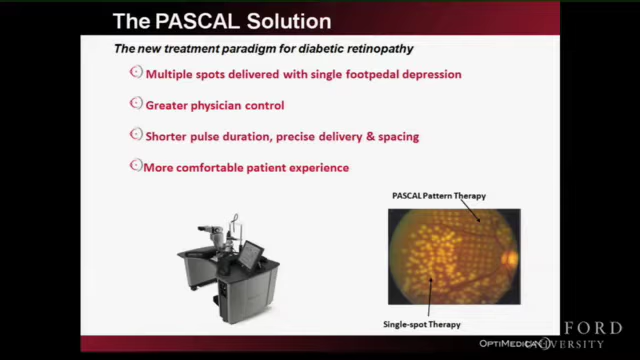 The PASCAL Solution
The new treatment paradigm for diabetic retinopathy
Multiple spots delivered with single footpedal depression
Greater physician control
Shorter pulse duration, precise delivery & spacing
More comfortable patient experience
PASCAL Pattern Therapy
Single-spot Therapy
OPTIMEDICA